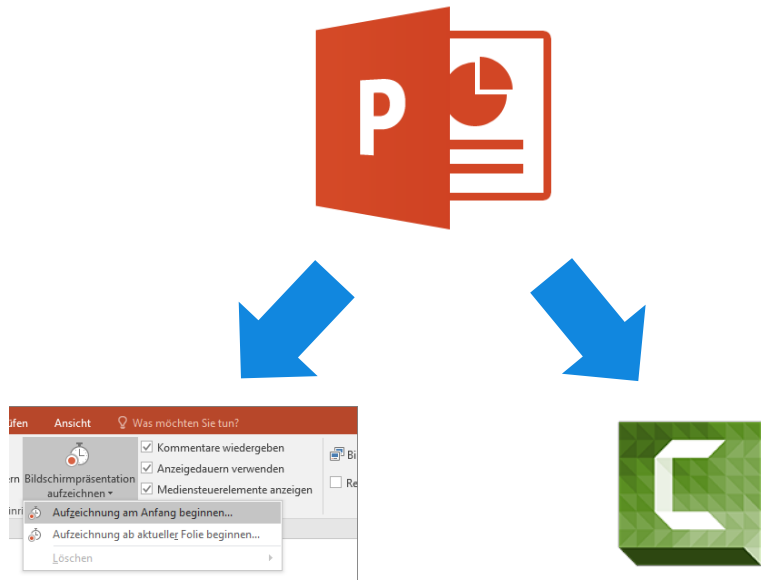 P
Ansicht
Was möchten Sie tun?
Bildschirmpräsentation
aufzeichnen
Kommentare wiedergeben
Anzeigedauern verwenden
Mediensteuerelemente anzeigen
Aufzeichnung am Anfang beginnen...
Aufzeichnung ab aktueller Folie beginnen...
Löschen
C